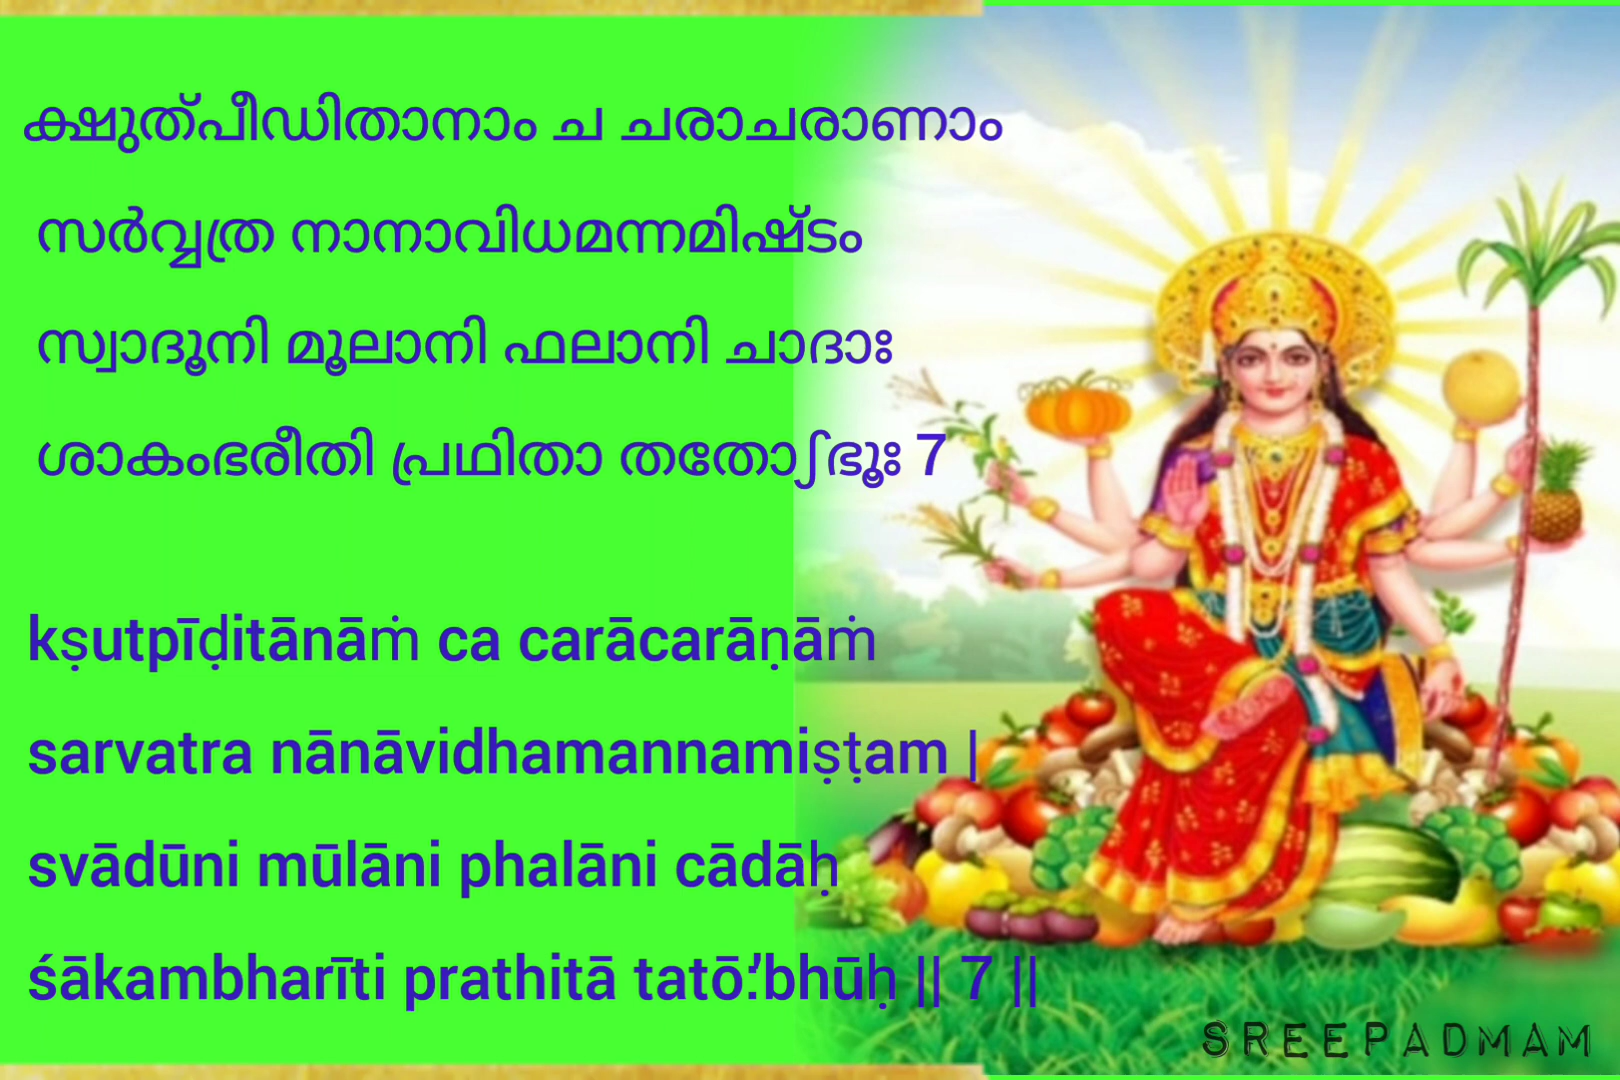 ക്ഷുത്പീഡിതാനാം ച ചരാചരാണാം
സർവ്വത്ര നാനാവിധമന്നമിഷ്ടം
സ്വാദൂനി മൂലാനി ഫലാനി ചാദാഃ
ശാകംഭരീതി പ്രഥിതാ തതോഽഭൂഃ 7
kṣutpīḍitānāṁ ca carācarāṇāṁ
sarvatra nānāvidhamannamiṣṭam |
svādūni mūlāni phalāni cādāḥ
śākambharīti prathitā tatō:'bhūḥ || 7 ||
SREEPADMAM